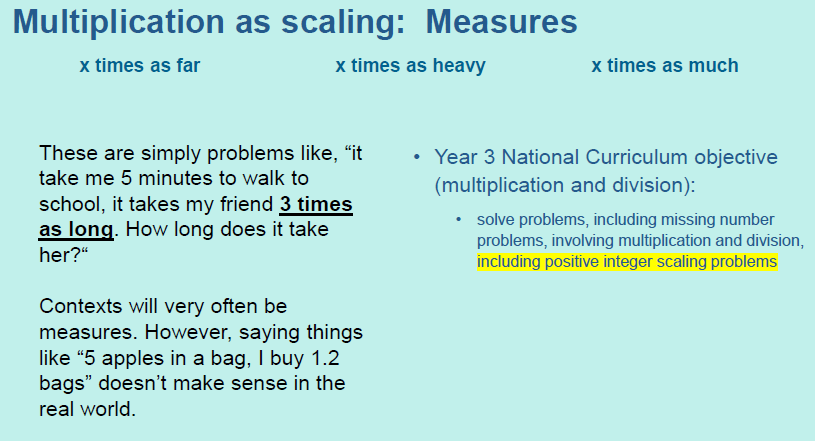 Multiplication as scaling:  Measures
x times as far
x times as heavy
x times as much
These are simply problems like, “it
take me 5 minutes to walk to
school, it takes my friend 3 times
as long. How long does it take
her?“
Contexts will very often be
measures. However, saying things
like “5 apples in a bag, I buy 1.2
bags” doesn’t make sense in the
real world.
• Year 3 National Curriculum objective
(multiplication and division):
• solve problems, including missing number
problems, involving multiplication and division,
including positive integer scaling problems